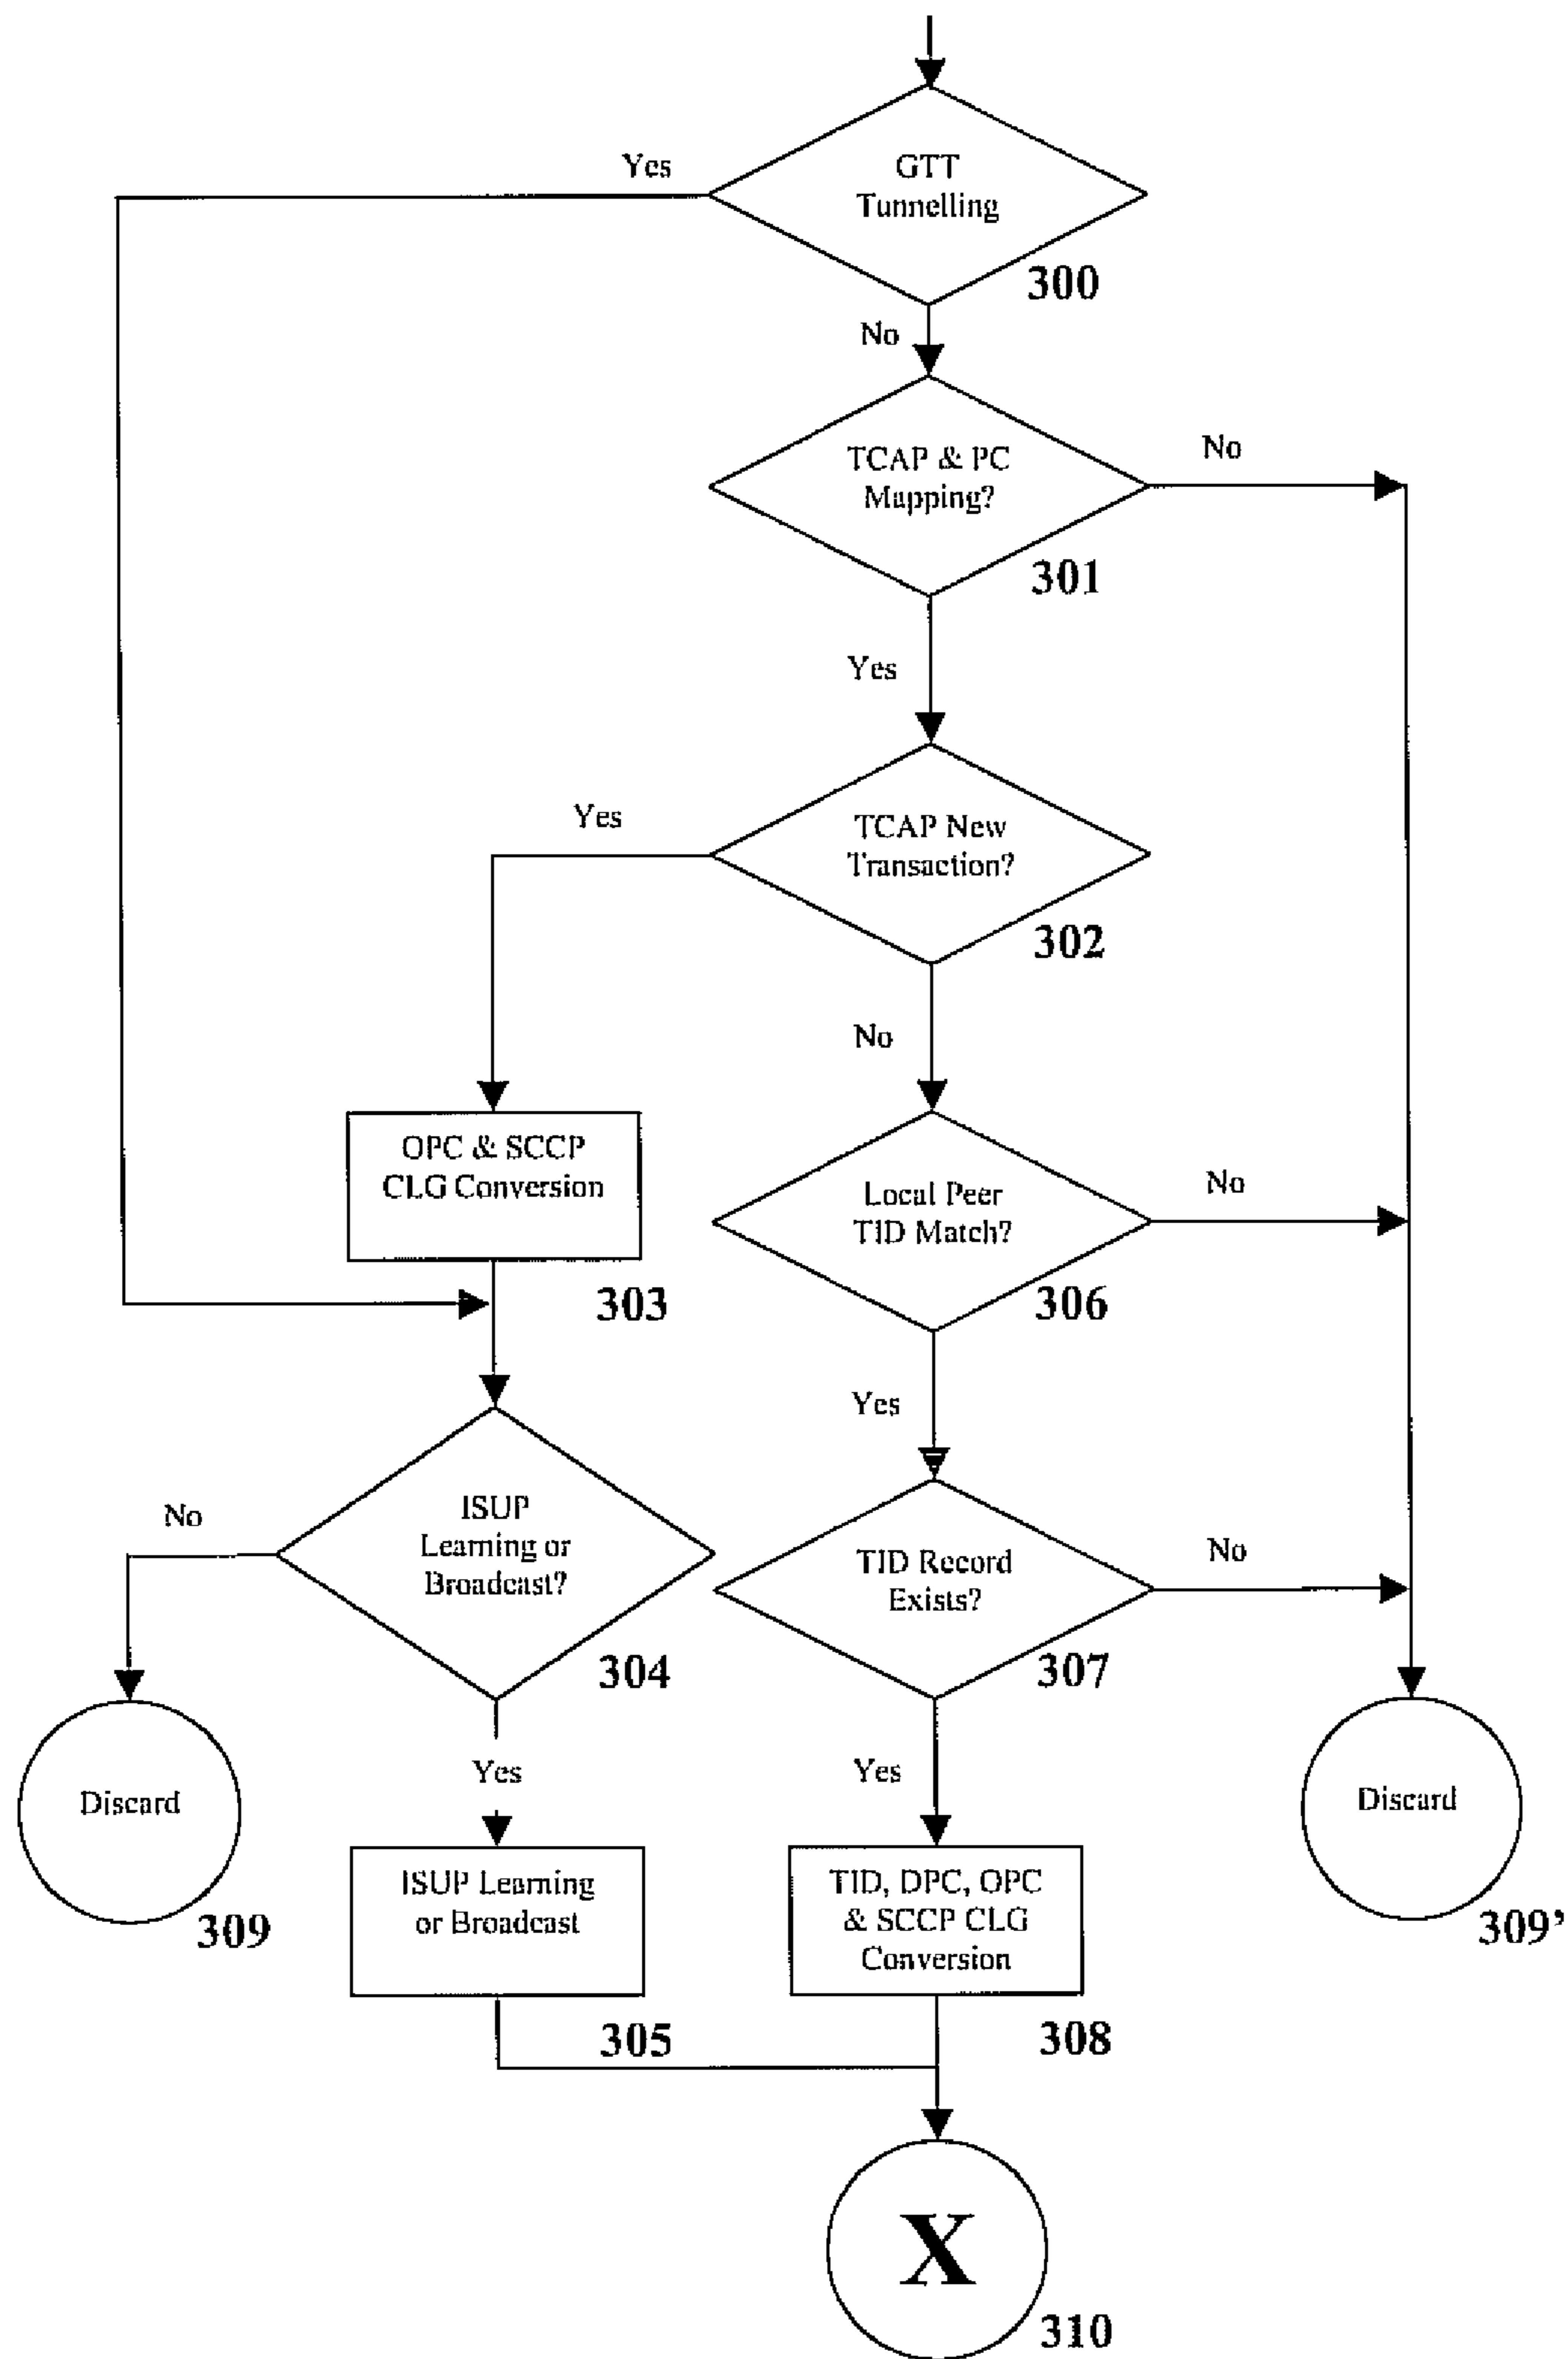 Yes
GTT
Tunnelling
300
No
TCAP & PC
Mapping?
No
301
Yes
Yes
TCAP New
Transaction?
302
No
OPC & SCCP
CLG Conversion
303
Local Peer
TID Match?
No
306
Yes
No
ISUP
Learning or
Broadcast?
304
TID Record
Exists?
No
307
Yes
Yes
Discard
309
Discard
309’
ISUP Learning
or Broadcast
305
TID, DPC, OPC
& SCCP CLG
Conversion
308
X
310